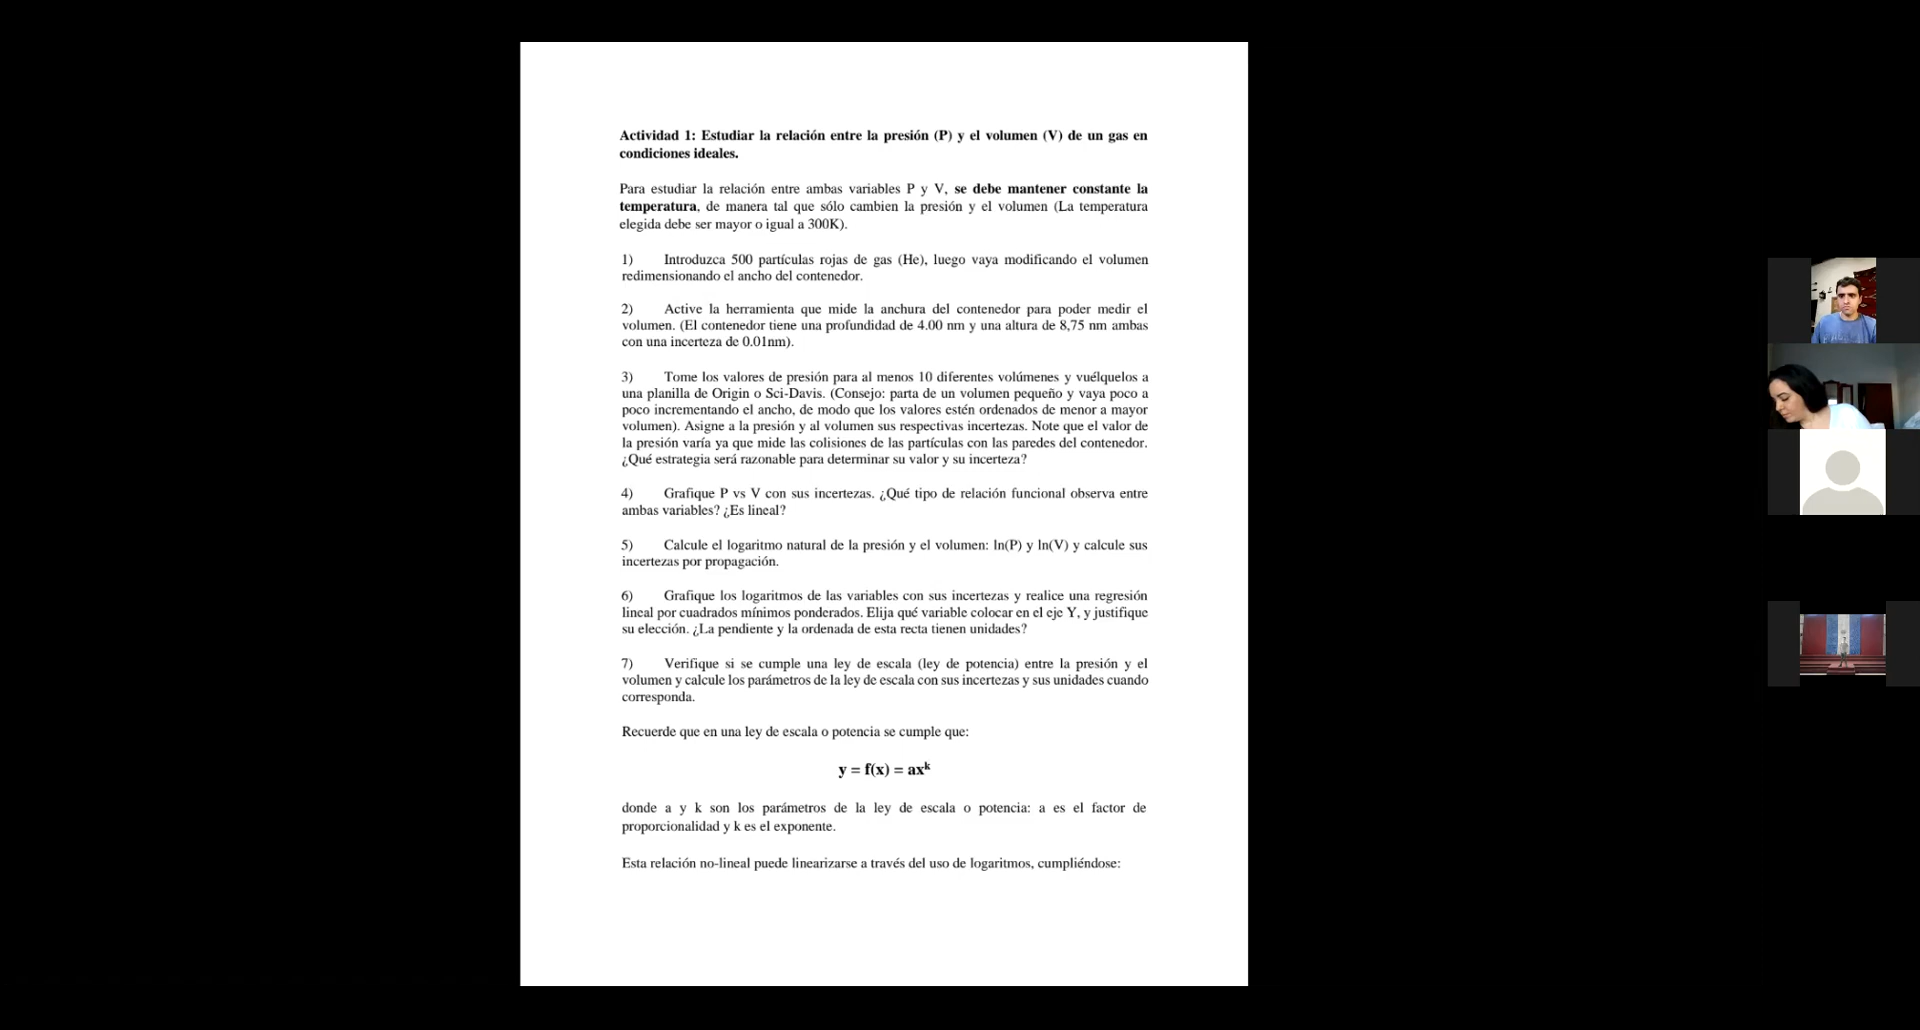 Actividad 1: Estudiar la relación entre la presión (P) y el volumen (V) de un gas en
condiciones ideales.
Para estudiar la relación entre ambas variables P y V, se debe mantener constante la
temperatura, de manera tal que sólo cambien la presión y el volumen (La temperatura
elegida debe ser mayor o igual a 300K).
1) Introduzca 500 partículas rojas de gas (He), luego vaya modificando el volumen
redimensionando el ancho del contenedor.
2) Active la herramienta que mide la anchura del contenedor para poder medir el
volumen. (El contenedor tiene una profundidad de 4.00 nm y una altura de 8,75 nm ambas
con una incerteza de 0.01nm).
3) Tome los valores de presión para al menos 10 diferentes volúmenes y vuélquelos a
una planilla de Origin o Sci-Davis. (Consejo: parta de un volumen pequeño y vaya poco a
poco incrementando el ancho, de modo que los valores estén ordenados de menor a mayor
volumen). Asigne a la presión y al volumen sus respectivas incertezas. Note que el valor de
la presión varía ya que mide las colisiones de las partículas con las paredes del contenedor.
¿Qué estrategia será razonable para determinar su valor y su incerteza?
4) Grafique P vs V con sus incertezas. ¿Qué tipo de relación funcional observa entre
ambas variables? ¿Es lineal?
5) Calcule el logaritmo natural de la presión y el volumen: ln(P) y ln(V) y calcule sus
incertezas por propagación.
6) Grafique los logaritmos de las variables con sus incertezas y realice una regresión
lineal por cuadrados mínimos ponderados. Elija qué variable colocar en el eje Y, y justifique
su elección. ¿La pendiente y la ordenada de esta recta tienen unidades?
7) Verifique si se cumple una ley de escala (ley de potencia) entre la presión y el
volumen y calcule los parámetros de la ley de escala con sus incertezas y sus unidades cuando
corresponda.
Recuerde que en una ley de escala o potencia se cumple que:
y = f(x) = axᵏ
donde a y k son los parámetros de la ley de escala o potencia: a es el factor de
proporcionalidad y k es el exponente.
Esta relación no-lineal puede linearizarse a través del uso de logaritmos, cumpliéndose: